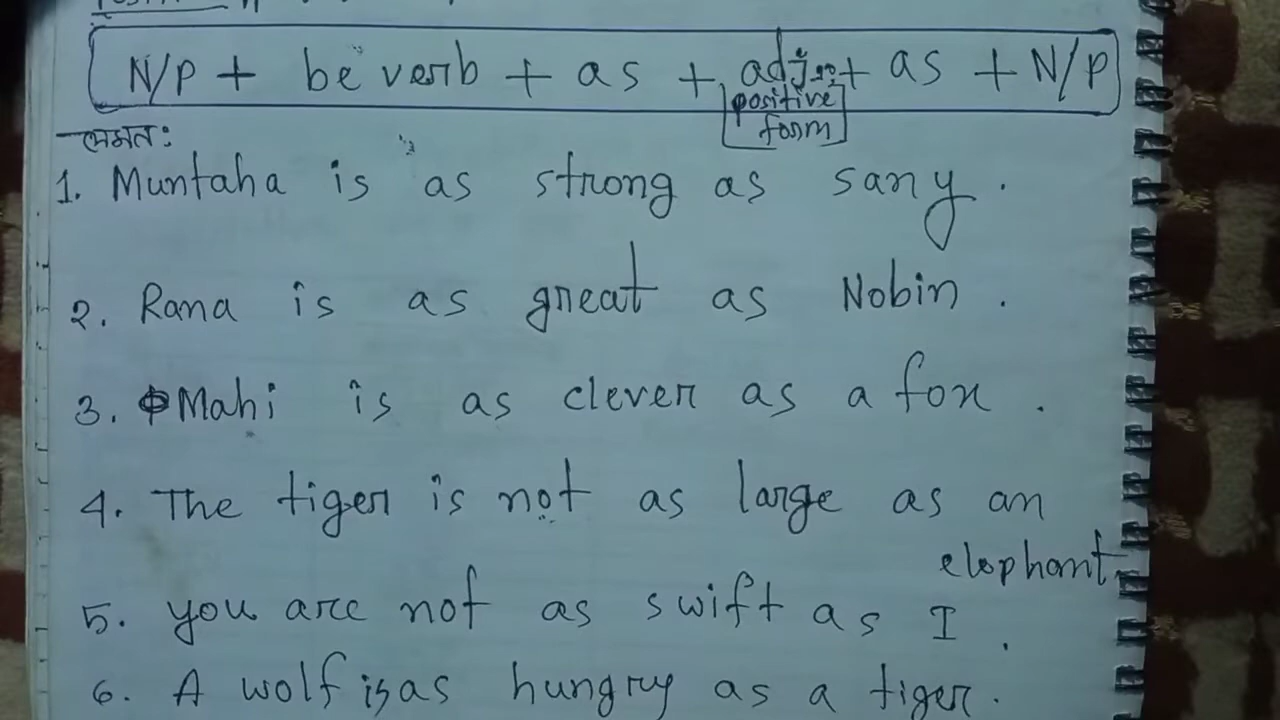 N/P + be verb + as + adj + as + N/P
positive
form
যেমন:
1. Muntaha is as strong as sany.
2. Rana is as great as Nobin.
3. Mahi is as clever as a fox.
4. The tiger is not as large as an
elephant
5. you are not as swift as I.
6. A wolf is as hungry as a tiger.